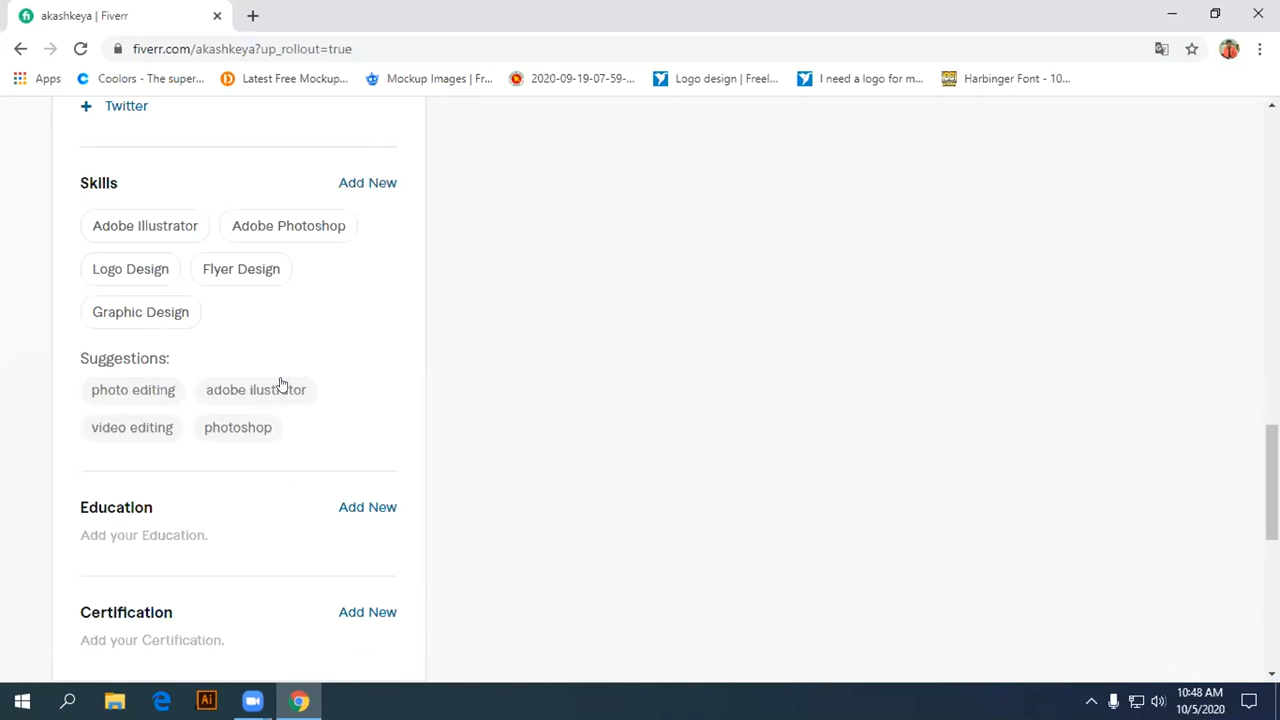 akashkeya | Fiverr
fiverr.com/akashkeya?up_rollout=true
Apps Coolors - The super... Latest Free Mockup... Mockup Images | Fr... 2020-09-19-07-59-... Logo design | Freel... I need a logo for m... Harbinger Font - 10...
+ Twitter
Skills Add New
Adobe Illustrator Adobe Photoshop
Logo Design Flyer Design
Graphic Design
Suggestions:
photo editing adobe ilustrator
video editing photoshop
Education Add New
Add your Education.
Certification Add New
Add your Certification.
Ai
10:48 AM
10/5/2020